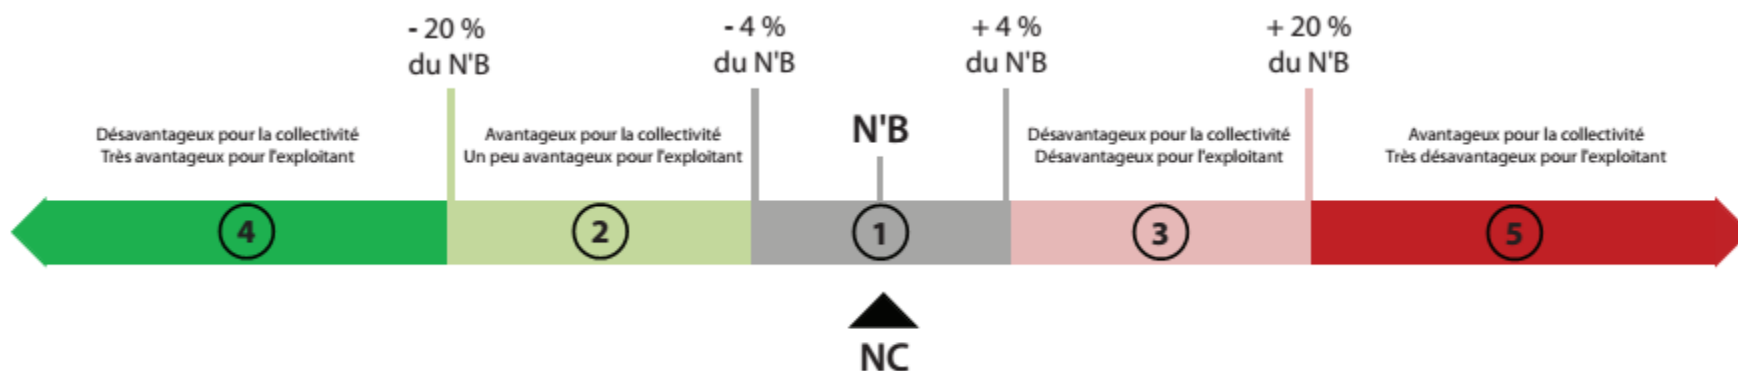 - 20 %
du N'B
- 4 %
du N'B
+ 4 %
du N'B
+ 20 %
du N'B
Désavantageux pour la collectivité
Très avantageux pour l'exploitant
Avantageux pour la collectivité
Un peu avantageux pour l'exploitant
N'B
Désavantageux pour la collectivité
Désavantageux pour l'exploitant
Avantageux pour la collectivité
Très désavantageux pour l'exploitant
4
2
1
3
5
NC